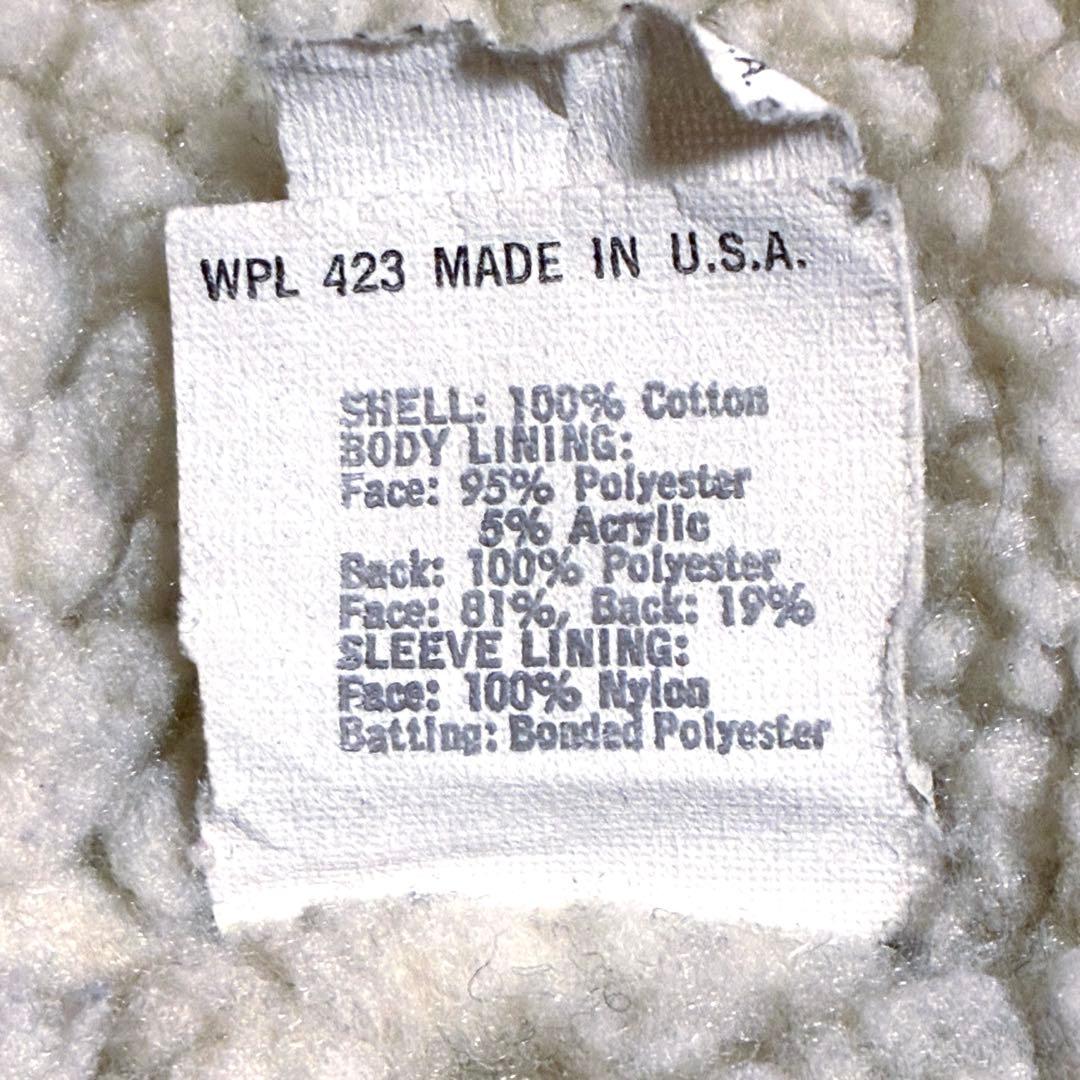 A.
WPL 423 MADE IN U.S.A.
SHELL: 100% Cotton
BODY LINING:
Face: 95% Polyester
5% Acrylic
Back: 100% Polyester
Face: 81%, Back: 19%
SLEEVE LINING:
Face: 100% Nylon
Batting: Bonded Polyester